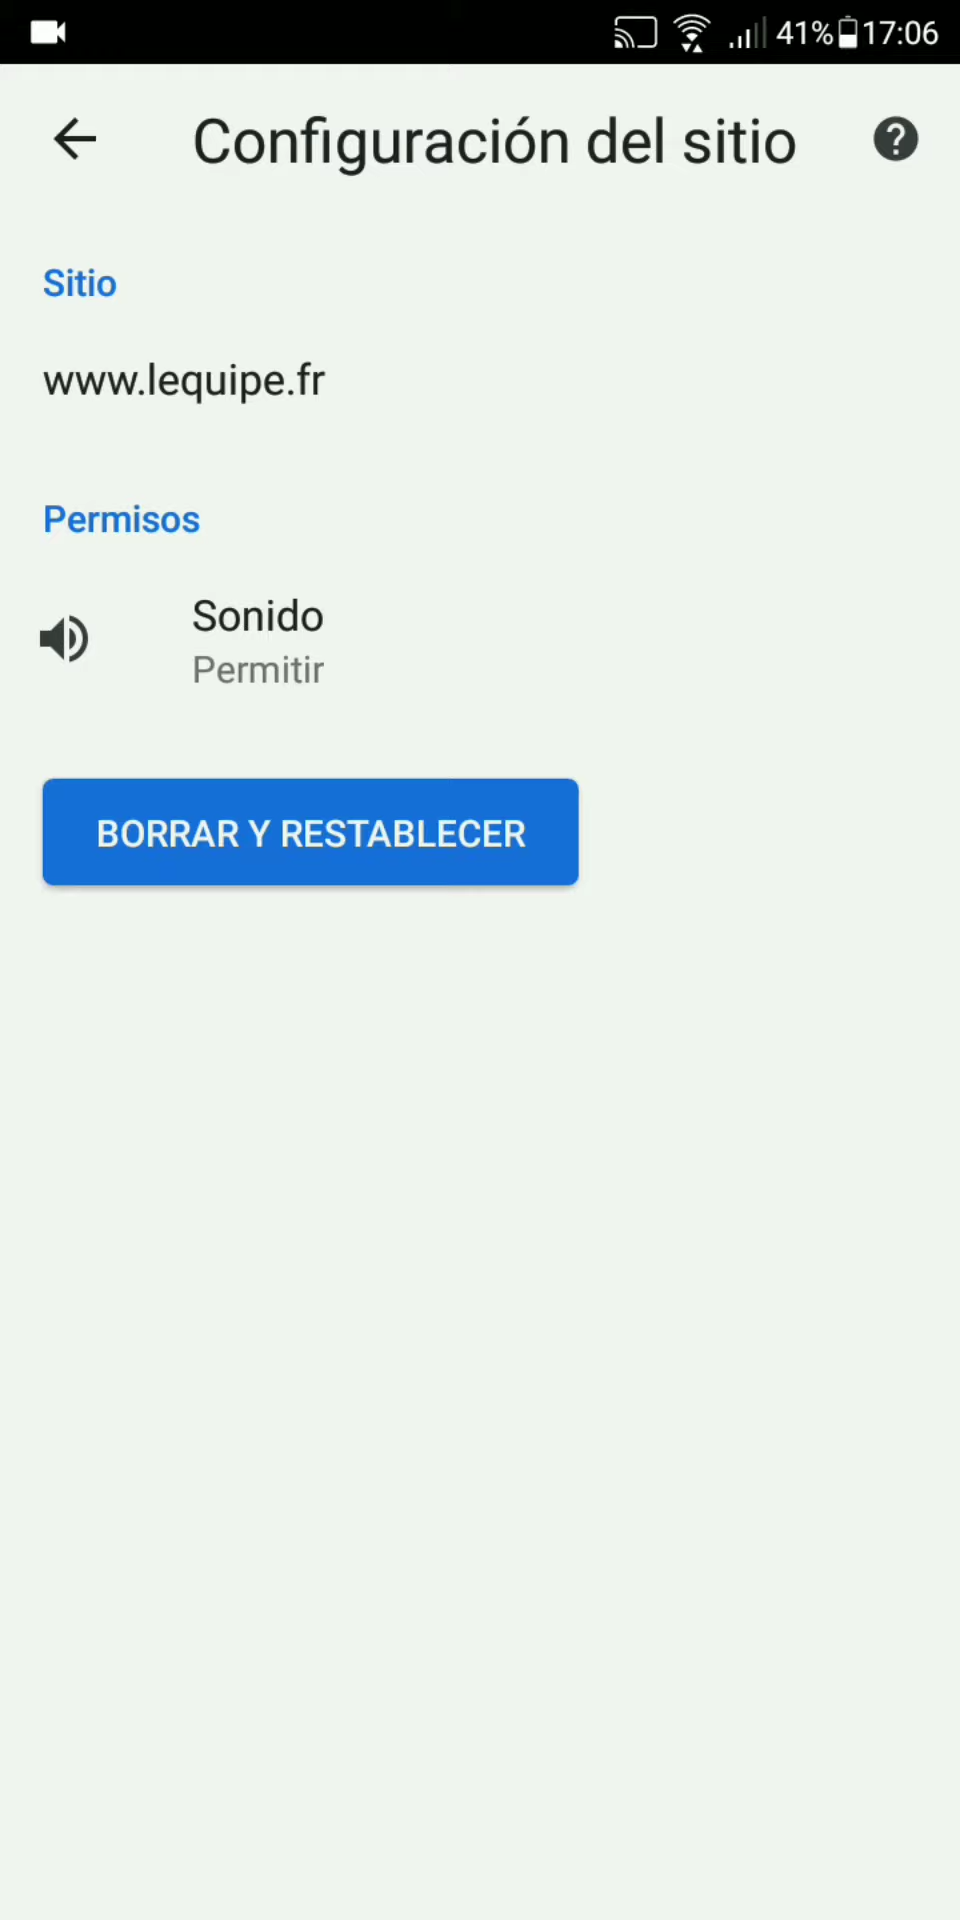 41% 17:06
Configuración del sitio
Sitio
www.lequipe.fr
Permisos
Sonido
Permitir
BORRAR Y RESTABLECER